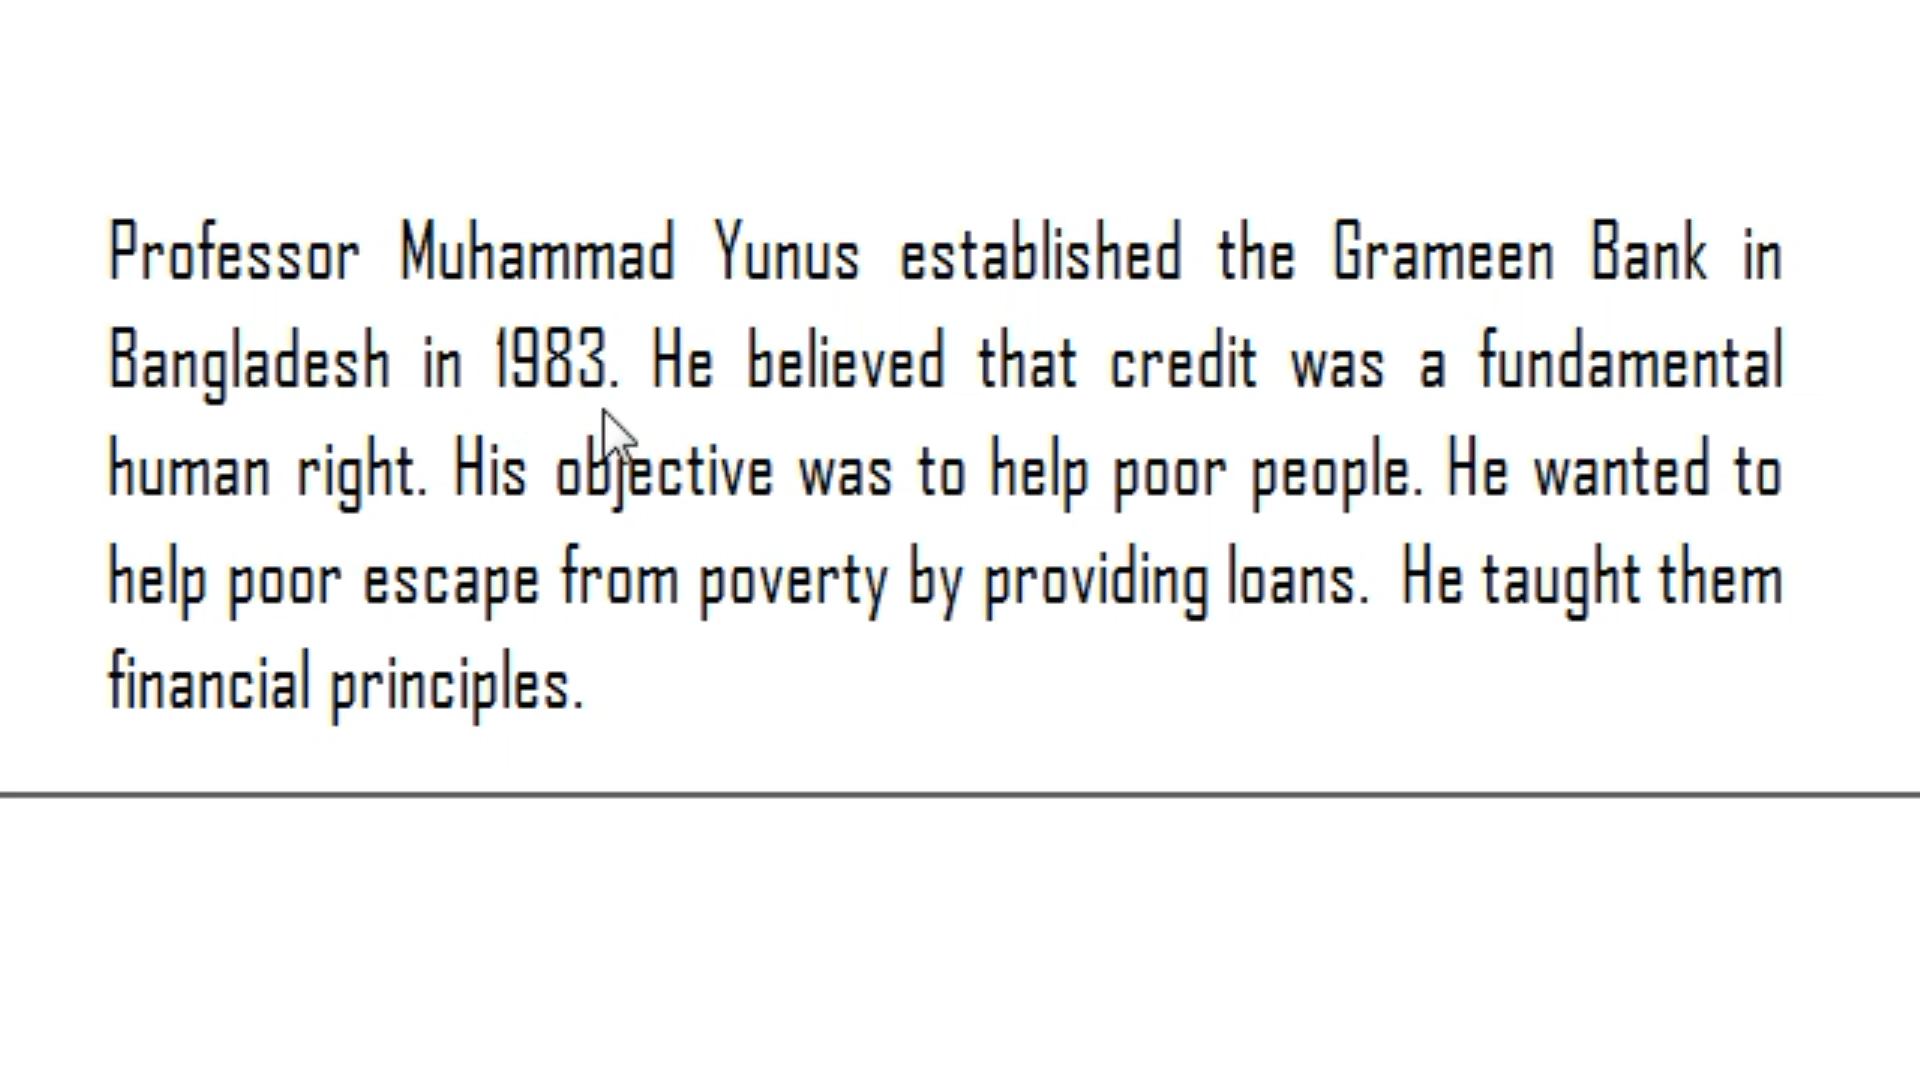 Professor Muhammad Yunus established the Grameen Bank in
Bangladesh in 1983. He believed that credit was a fundamental
human right. His objective was to help poor people. He wanted to
help poor escape from poverty by providing loans. He taught them
financial principles.